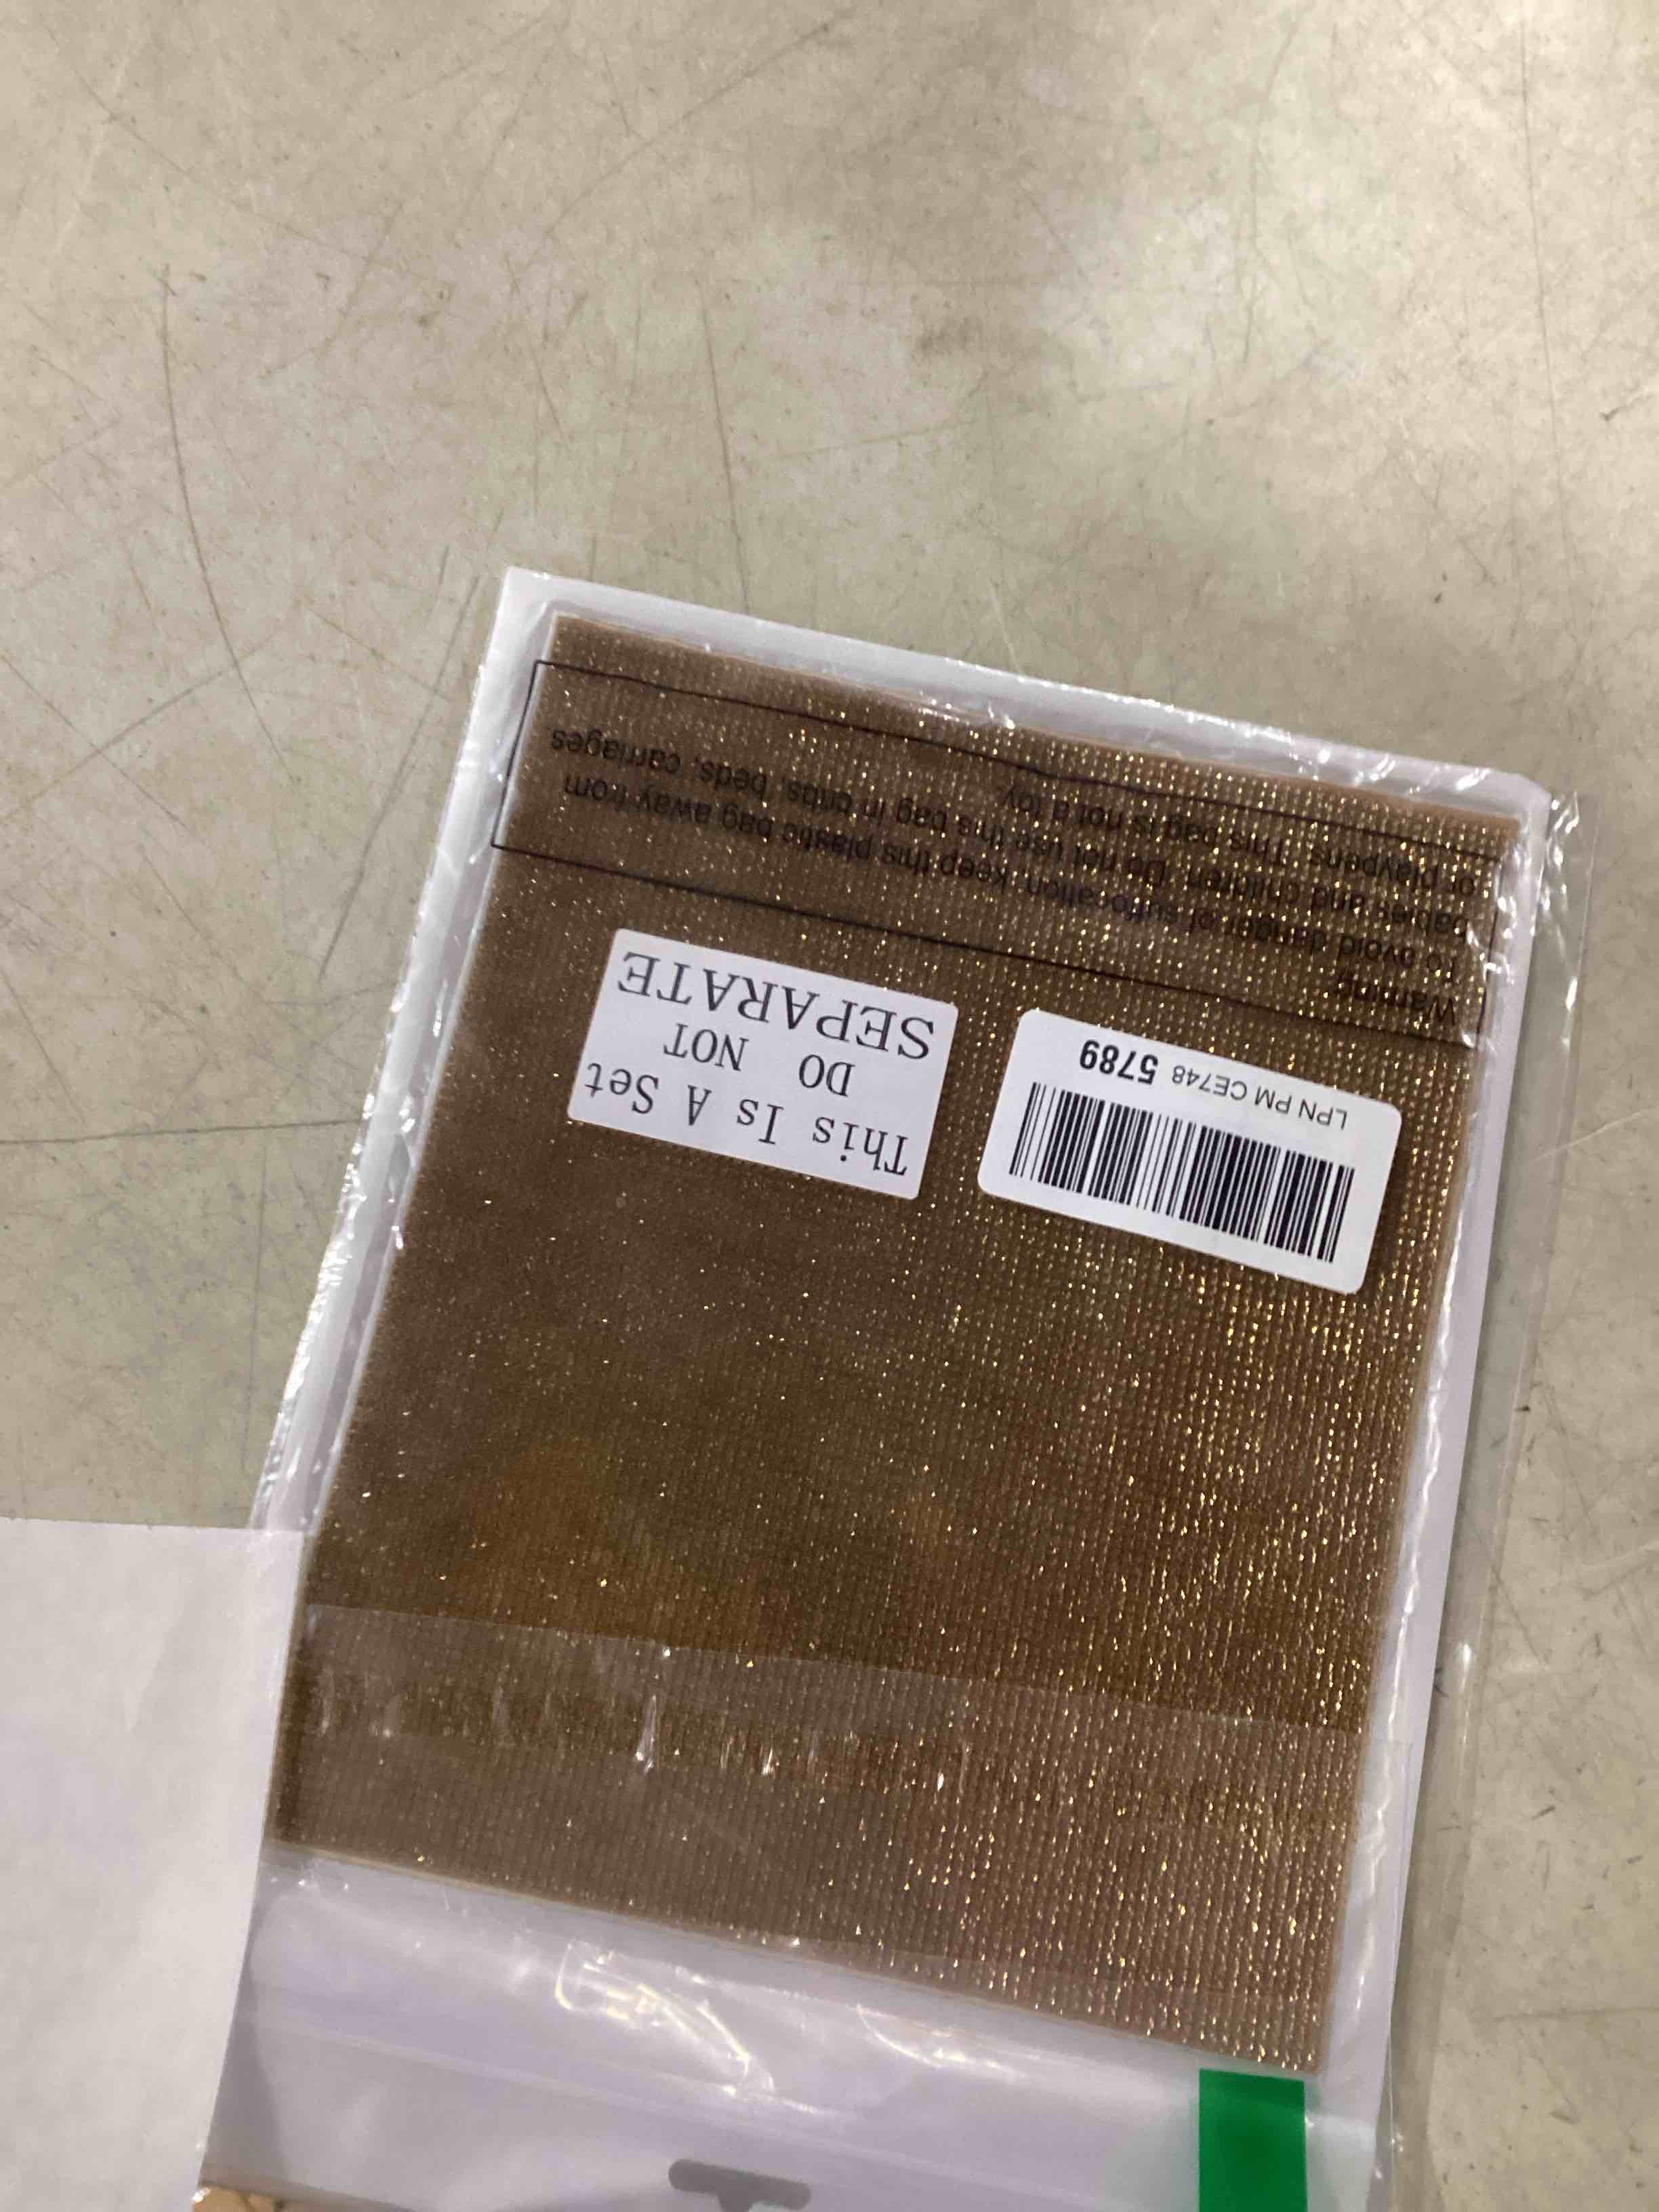 LPN PM CE748 5789
This Is A Set
DO NOT
SEPARATE
Warning
To avoid danger of suffocation, keep this plastic bag away from
babies and children. Do not use this bag in cribs, beds, carriages
or playpens. This bag is not a toy.